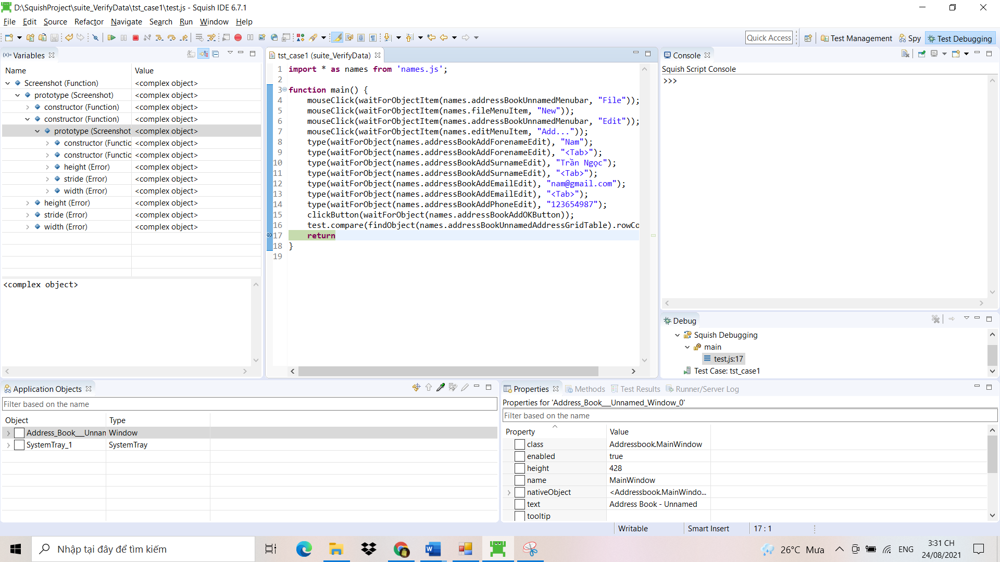 D:\SquishProject\suite_VerifyData\tst_case1\test.js - Squish IDE 6.7.1
File Edit Source Refactor Navigate Search Run Window Help
Quick Access Test Management Spy Test Debugging
(x)= Variables
Name Value
Screenshot (Function) <complex object>
prototype (Screenshot) <complex object>
constructor (Function) <complex object>
constructor (Function) <complex object>
prototype (Screenshot <complex object>
constructor (Functic <complex object>
constructor (Functic <complex object>
height (Error) <complex object>
stride (Error) <complex object>
width (Error) <complex object>
height (Error) <complex object>
stride (Error) <complex object>
width (Error) <complex object>
<complex object>
tst_case1 (suite_VerifyData)
1 import * as names from 'names.js';
2
3 function main() {
4 mouseClick(waitForObjectItem(names.addressBookUnnamedMenubar, "File"));
5 mouseClick(waitForObjectItem(names.fileMenuItem, "New"));
6 mouseClick(waitForObjectItem(names.addressBookUnnamedMenubar, "Edit"));
7 mouseClick(waitForObjectItem(names.editMenuItem, "Add..."));
8 type(waitForObject(names.addressBookAddForenameEdit), "Nam");
9 type(waitForObject(names.addressBookAddForenameEdit), "<Tab>");
10 type(waitForObject(names.addressBookAddSurnameEdit), "Trần Ngọc");
11 type(waitForObject(names.addressBookAddSurnameEdit), "<Tab>");
12 type(waitForObject(names.addressBookAddEmailEdit), "nam@gmail.com");
13 type(waitForObject(names.addressBookAddEmailEdit), "<Tab>");
14 type(waitForObject(names.addressBookAddPhoneEdit), "123654987");
15 clickButton(waitForObject(names.addressBookAddOKButton));
16 test.compare(findObject(names.addressBookUnnamedAddressGridTable).rowCo
17 return
18 }
19
Console
Squish Script Console
>>>
Debug
Squish Debugging
main
test.js:17
Test Case: tst_case1
Application Objects
Filter based on the name
Object Type
Address_Book__Unnan Window
SystemTray_1 SystemTray
Properties Methods Test Results Runner/Server Log
Properties for 'Address_Book__Unnamed_Window_0'
Filter based on the name
Property Value
class Addressbook.MainWindow
enabled true
height 428
name MainWindow
nativeObject <Addressbook.MainWindo...
text Address Book - Unnamed
tooltip
Writable Smart Insert 17 : 1
Nhập tại đây để tìm kiếm
26°C Mưa ENG
3:31 CH
24/08/2021